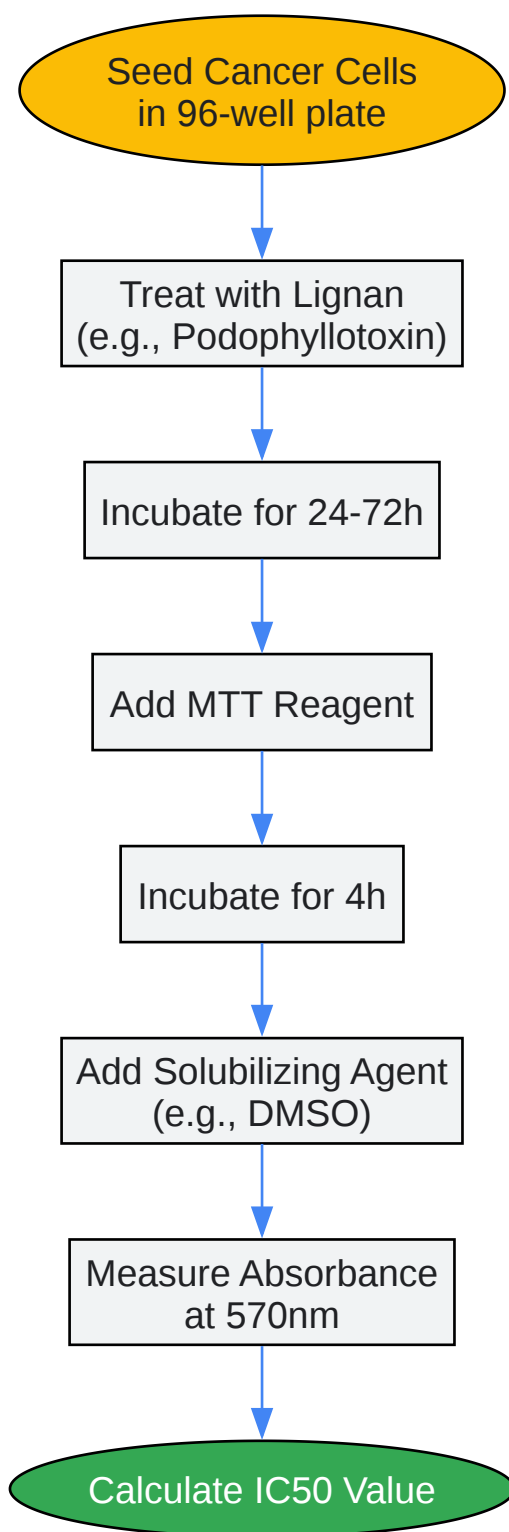 Seed Cancer Cells
in 96-well plate
Treat with Lignan
(e.g., Podophyllotoxin)
Incubate for 24-72h
Add MTT Reagent
Incubate for 4h
Add Solubilizing Agent
(e.g., DMSO)
Measure Absorbance
at 570nm
Calculate IC50 Value